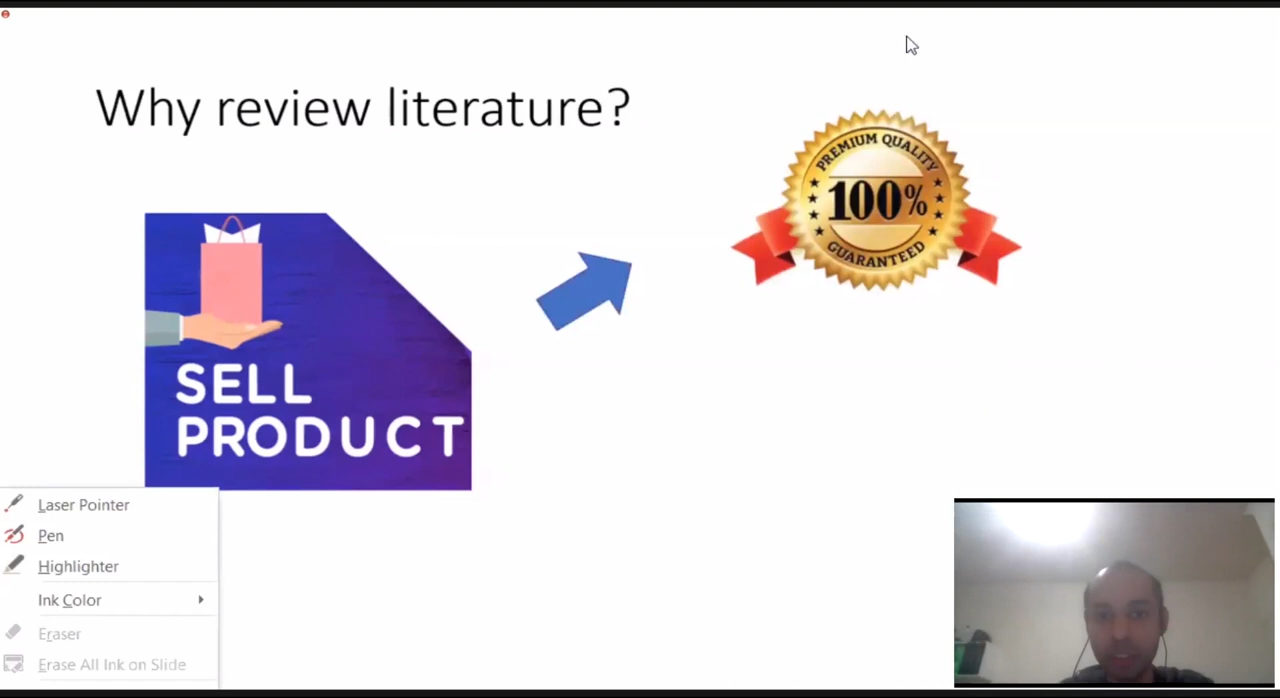 Why review literature?
PREMIUM QUALITY
100%
GUARANTEED
SELL
PRODUCT
Laser Pointer
Pen
Highlighter
Ink Color
Eraser
Erase All Ink on Slide